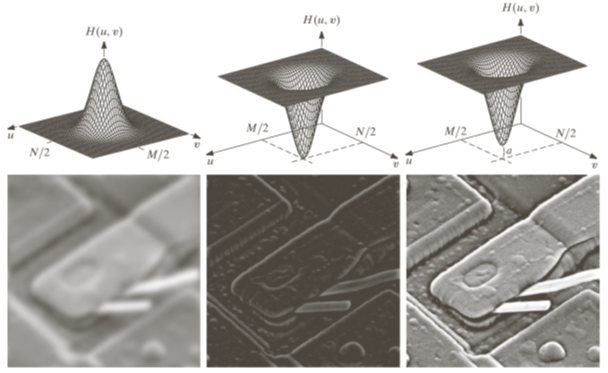 H(u, v)
u
N/2
M/2
v
H(u, v)
M/2
N/2
u
v
H(u, v)
M/2
N/2
a
u
v